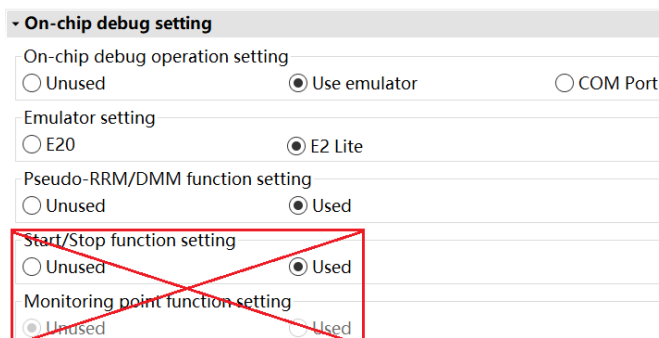 On-chip debug setting
On-chip debug operation setting
Unused Use emulator COM Port
Emulator setting
E20 E2 Lite
Pseudo-RRM/DMM function setting
Unused Used
Start/Stop function setting
Unused Used
Monitoring point function setting
Unused Used